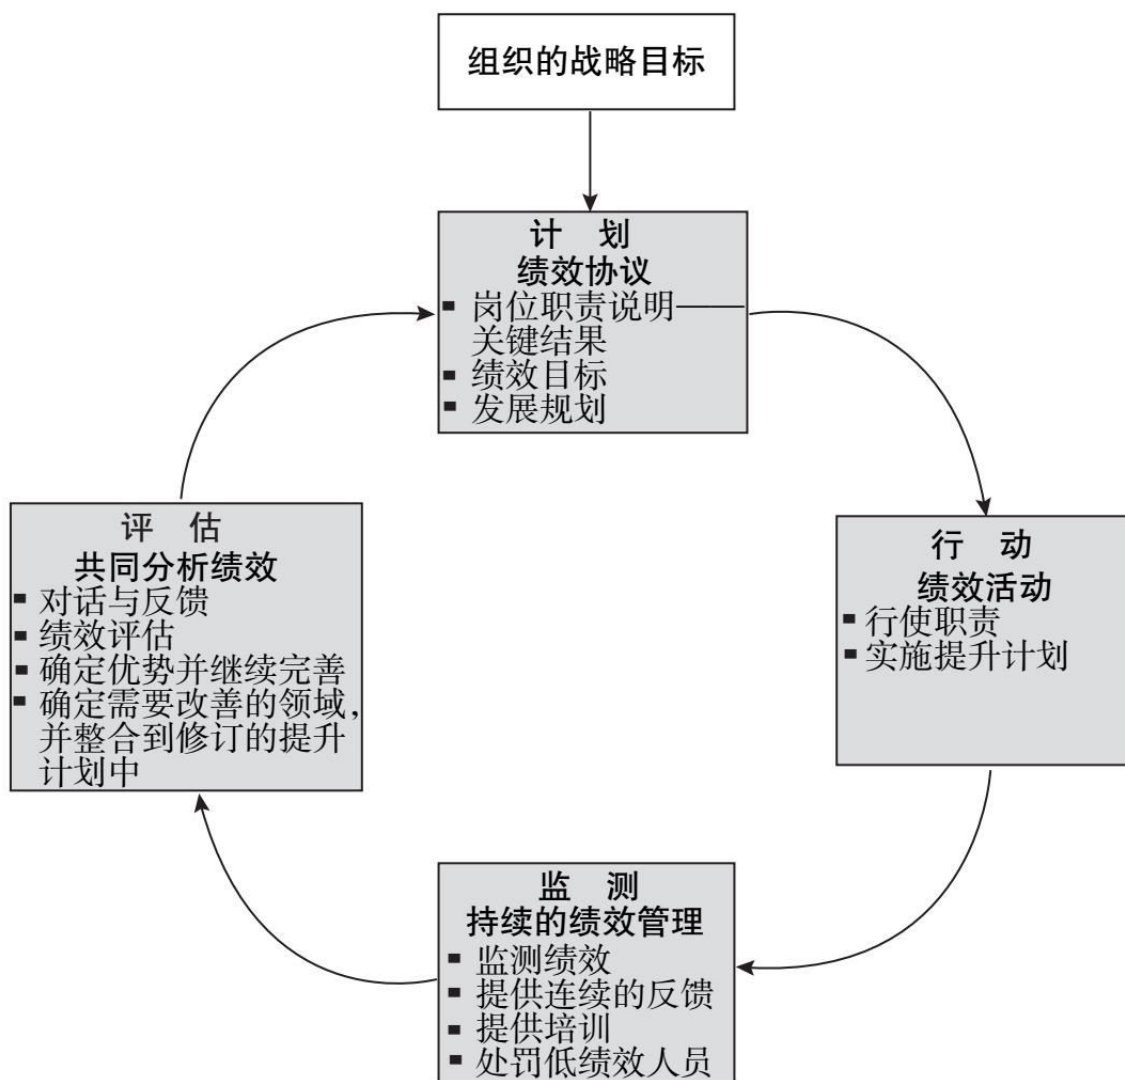 组织的战略目标
计 划
绩效协议
▪ 岗位职责说明——
关键结果
▪ 绩效目标
▪ 发展规划
评 估
共同分析绩效
▪ 对话与反馈
▪ 绩效评估
▪ 确定优势并继续完善
▪ 确定需要改善的领域,
并整合到修订的提升
计划中
行 动
绩效活动
▪ 行使职责
▪ 实施提升计划
监 测
持续的绩效管理
▪ 监测绩效
▪ 提供连续的反馈
▪ 提供培训
▪ 处罚低绩效人员